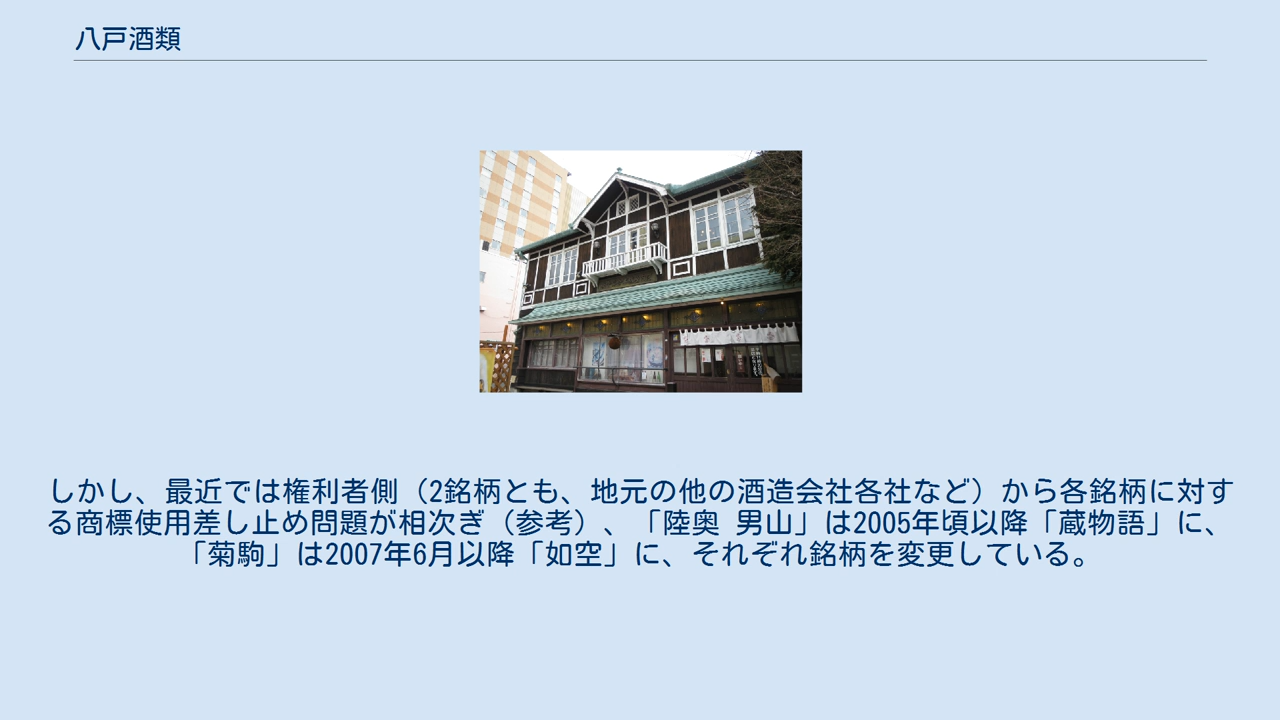 八戸酒類
しかし、最近では権利者側（2銘柄とも、地元の他の酒造会社各社など）から各銘柄に対す
る商標使用差し止め問題が相次ぎ（参考）、「陸奥 男山」は2005年頃以降「蔵物語」に、
「菊駒」は2007年6月以降「如空」に、それぞれ銘柄を変更している。